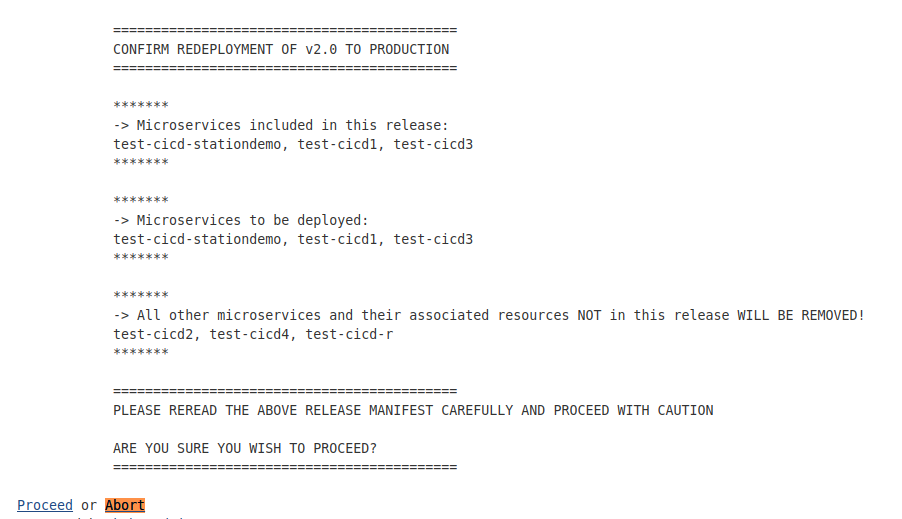 ===========================================
CONFIRM REDEPLOYMENT OF v2.0 TO PRODUCTION
===========================================
*******
-> Microservices included in this release:
test-cicd-stationdemo, test-cicd1, test-cicd3
*******
*******
-> Microservices to be deployed:
test-cicd-stationdemo, test-cicd1, test-cicd3
*******
*******
-> All other microservices and their associated resources NOT in this release WILL BE REMOVED!
test-cicd2, test-cicd4, test-cicd-r
*******
===========================================
PLEASE REREAD THE ABOVE RELEASE MANIFEST CAREFULLY AND PROCEED WITH CAUTION
ARE YOU SURE YOU WISH TO PROCEED?
===========================================
Proceed or Abort